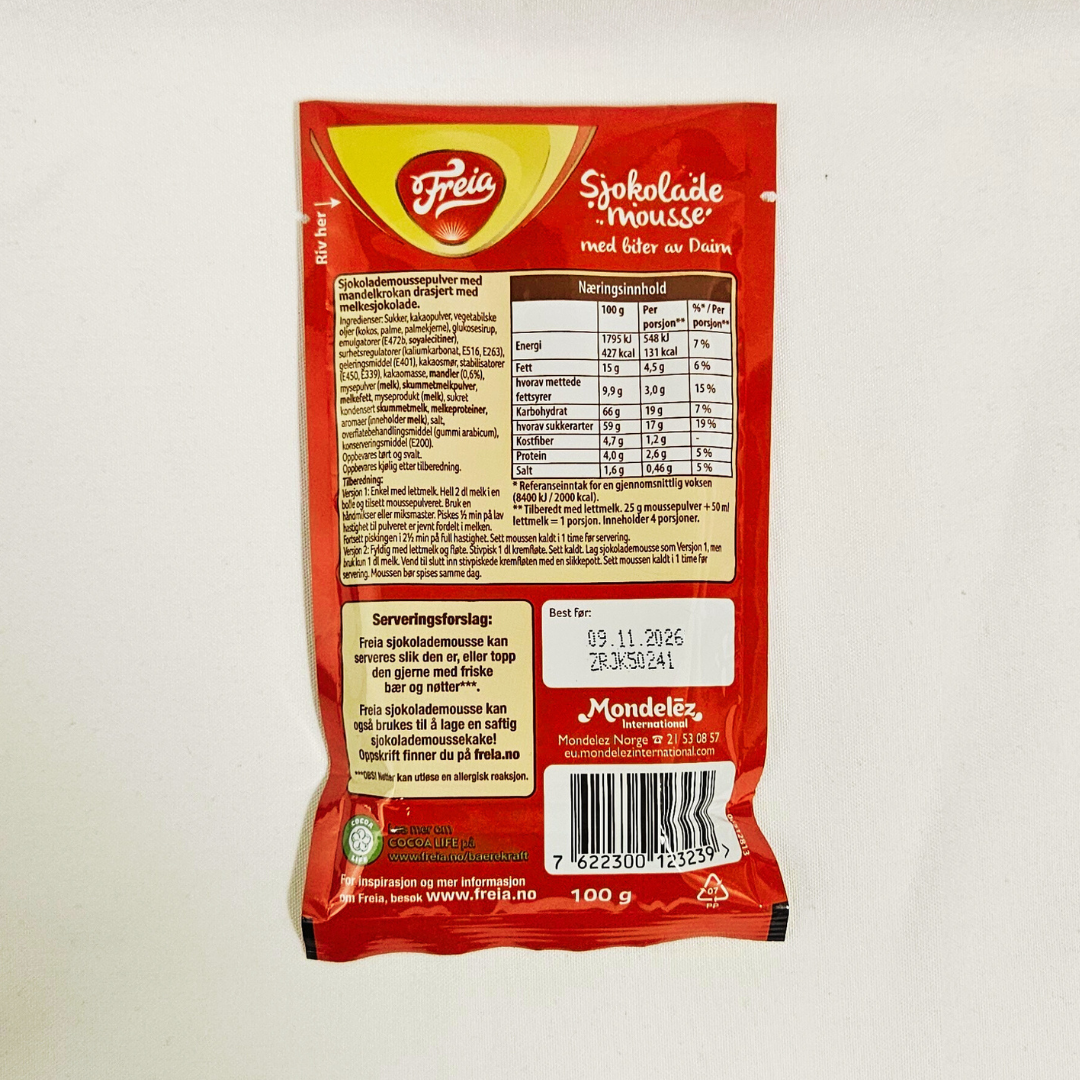 Freia
Sjokolade
mousse
med biter av Daim
Riv her
Sjokolademoussepulver med
mandelkrokan drasjert med
melkesjokolade.
Ingredienser: Sukker, kakaopulver, vegetabilske
oljer (kokos, palme, palmekjerne), glukosesirup,
emulgatorer (E472b, soyalecitiner),
surhetsregulatorer (kaliumkarbonat, E516, E263),
geleringsmiddel (E401), kakaosmør, stabilisatorer
(E450, E339), kakaomasse, mandler (0,6%),
mysepulver (melk), skummetmelkpulver,
melkefett, myseprodukt (melk), sukret
kondensert skummetmelk, melkeproteiner,
aromaer (inneholder melk), salt,
overflatebehandlingsmiddel (gummi arabicum),
konserveringsmiddel (E200).
Oppbevares tørt og svalt.
Oppbevares kjølig etter tilberedning.
Tilberedning:
Versjon 1: Enkel med lettmelk. Hell 2 dl melk i en
bolle og tilsett moussepulveret. Bruk en
håndmikser eller miksmaster. Piskes ½ min på lav
hastighet til pulveret er jevnt fordelt i melken.
Fortsett piskingen i 2½ min på full hastighet. Sett moussen kaldt i 1 time før servering.
Versjon 2: Fyldig med lettmelk og fløte. Stivpisk 1 dl kremfløte. Sett kaldt. Lag sjokolademousse som Versjon 1, men
bruk kun 1 dl melk. Vend til slutt inn stivpiskede kremfløten med en slikkepott. Sett moussen kaldt i 1 time før
servering. Moussen bør spises samme dag.
Næringsinnhold
100 g Per porsjon** %* / Per porsjon**
Energi 1795 kJ 548 kJ 7 %
427 kcal 131 kcal
Fett 15 g 4,5 g 6 %
hvorav mettede
fettsyrer 9,9 g 3,0 g 15 %
Karbohydrat 66 g 19 g 7 %
hvorav sukkerarter 59 g 17 g 19 %
Kostfiber 4,7 g 1,2 g -
Protein 4,0 g 2,6 g 5 %
Salt 1,6 g 0,46 g 5 %
* Referanseinntak for en gjennomsnittlig voksen
(8400 kJ / 2000 kcal).
** Tilberedt med lettmelk. 25 g moussepulver + 50 ml
lettmelk = 1 porsjon. Inneholder 4 porsjoner.
Serveringsforslag:
Freia sjokolademousse kan
serveres slik den er, eller topp
den gjerne med friske
bær og nøtter***.
Freia sjokolademousse kan
også brukes til å lage en saftig
sjokolademoussekake!
Oppskrift finner du på freia.no
***OBS! Nøtter kan utløse en allergisk reaksjon.
Best før:
09.11.2026
ZRJK50241
Mondelēz
International
Mondelez Norge ☎ 21 53 08 57
eu.mondelezinternational.com
COCOA
LIFE
Læs mer om
COCOA LIFE på
www.freia.no/baerekraft
For inspirasjon og mer informasjon
om Freia, besøk www.freia.no
100 g
7 622300 123239 >
07
PP